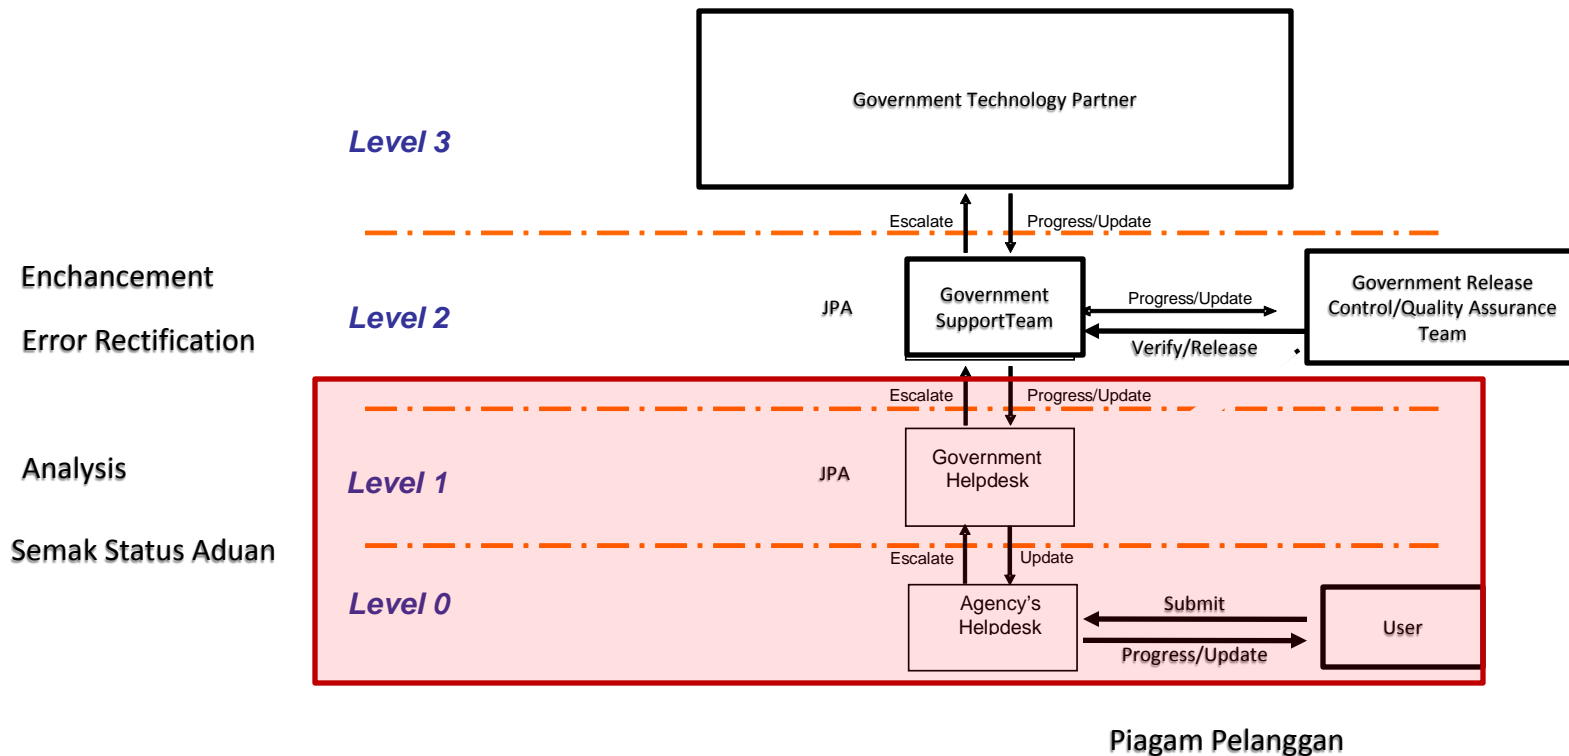 Government Technology Partner
Level 3
Escalate
Progress/Update
Enchancement
Error Rectification
Level 2
JPA
Government
SupportTeam
Progress/Update
Verify/Release
Government Release
Control/Quality Assurance
Team
Escalate
Progress/Update
Analysis
Level 1
JPA
Government
Helpdesk
Semak Status Aduan
Escalate
Update
Level 0
Agency's
Helpdesk
Submit
Progress/Update
User
Piagam Pelanggan